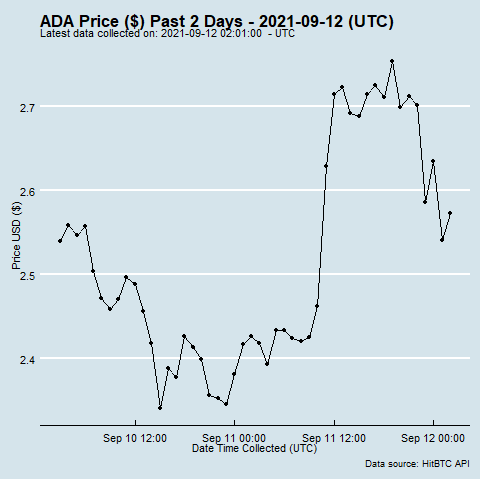 ADA Price ($) Past 2 Days - 2021-09-12 (UTC)
Latest data collected on: 2021-09-12 02:01:00 - UTC
Price USD ($)
2.7
2.6
2.5
2.4
Sep 10 12:00 Sep 11 00:00 Sep 11 12:00 Sep 12 00:00
Date Time Collected (UTC)
Data source: HitBTC API